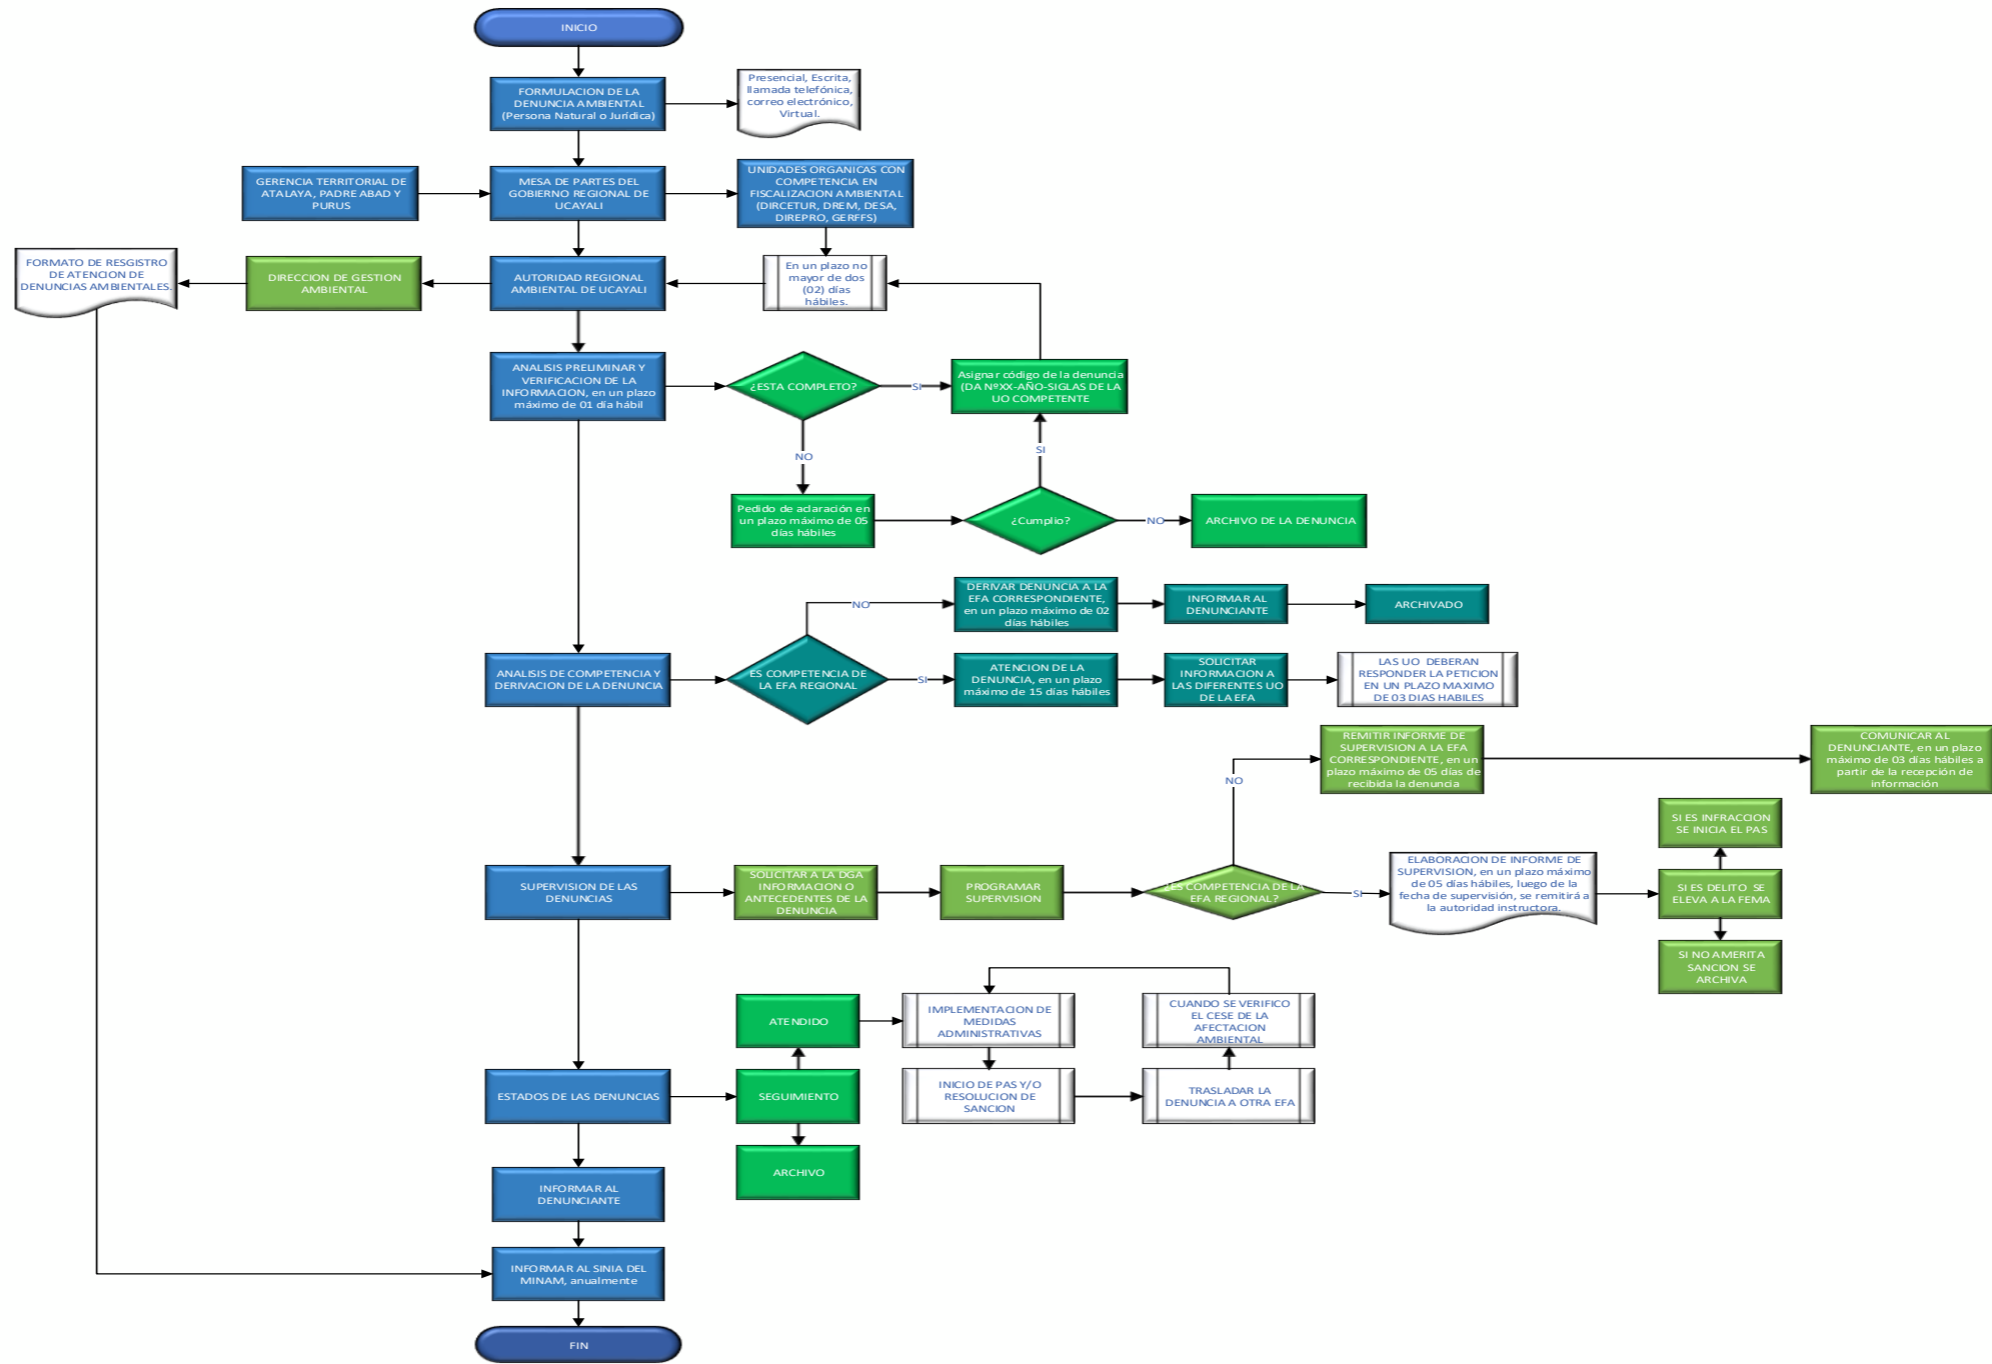 INICIO
FORMULACION DE LA
DENUNCIA AMBIENTAL
(Persona Natural o Jurídica)
Presencial, Escrita,
llamada telefónica,
correo electrónico,
Virtual.
GERENCIA TERRITORIAL DE
ATALAYA, PADRE ABAD Y
PURUS
MESA DE PARTES DEL
GOBIERNO REGIONAL DE
UCAYALI
UNIDADES ORGANICAS CON
COMPETENCIA EN
FISCALIZACION AMBIENTAL
(DIRCETUR, DREM, DESA,
DIREPRO, GERFFS)
FORMATO DE RESGISTRO
DE ATENCION DE
DENUNCIAS AMBIENTALES.
DIRECCION DE GESTION
AMBIENTAL
AUTORIDAD REGIONAL
AMBIENTAL DE UCAYALI
En un plazo no
mayor de dos
(02) días
hábiles.
ANALISIS PRELIMINAR Y
VERIFICACION DE LA
INFORMACION, en un plazo
máximo de 01 día hábil
¿ESTA COMPLETO?
SI
Asignar código de la denuncia
(DA NºXX-AÑO-SIGLAS DE LA
UO COMPETENTE
NO
SI
Pedido de aclaración en
un plazo máximo de 05
días hábiles
¿Cumplio?
NO
ARCHIVO DE LA DENUNCIA
NO
DERIVAR DENUNCIA A LA
EFA CORRESPONDIENTE,
en un plazo máximo de 02
días hábiles
INFORMAR AL
DENUNCIANTE
ARCHIVADO
ANALISIS DE COMPETENCIA Y
DERIVACION DE LA DENUNCIA
ES COMPETENCIA DE
LA EFA REGIONAL
SI
ATENCION DE LA
DENUNCIA, en un plazo
máximo de 15 días hábiles
SOLICITAR
INFORMACION A
LAS DIFERENTES UO
DE LA EFA
LAS UO DEBERAN
RESPONDER LA PETICION
EN UN PLAZO MAXIMO
DE 03 DIAS HABILES
NO
REMITIR INFORME DE
SUPERVISION A LA EFA
CORRESPONDIENTE, en un
plazo máximo de 05 días de
recibida la denuncia
COMUNICAR AL
DENUNCIANTE, en un plazo
máximo de 03 días hábiles a
partir de la recepción de
información
SUPERVISION DE LAS
DENUNCIAS
SOLICITAR A LA DGA
INFORMACION O
ANTECEDENTES DE LA
DENUNCIA
PROGRAMAR
SUPERVISION
¿ES COMPETENCIA DE LA
EFA REGIONAL?
SI
ELABORACION DE INFORME DE
SUPERVISION, en un plazo máximo
de 05 días hábiles, luego de la
fecha de supervisión, se remitirá a
la autoridad instructora.
SI ES INFRACCION
SE INICIA EL PAS
SI ES DELITO SE
ELEVA A LA FEMA
SI NO AMERITA
SANCION SE
ARCHIVA
ATENDIDO
IMPLEMENTACION DE
MEDIDAS
ADMINISTRATIVAS
CUANDO SE VERIFICO
EL CESE DE LA
AFECTACION
AMBIENTAL
ESTADOS DE LAS DENUNCIAS
SEGUIMIENTO
INICIO DE PAS Y/O
RESOLUCION DE
SANCION
TRASLADAR LA
DENUNCIA A OTRA EFA
ARCHIVO
INFORMAR AL
DENUNCIANTE
INFORMAR AL SINIA DEL
MINAM, anualmente
FIN